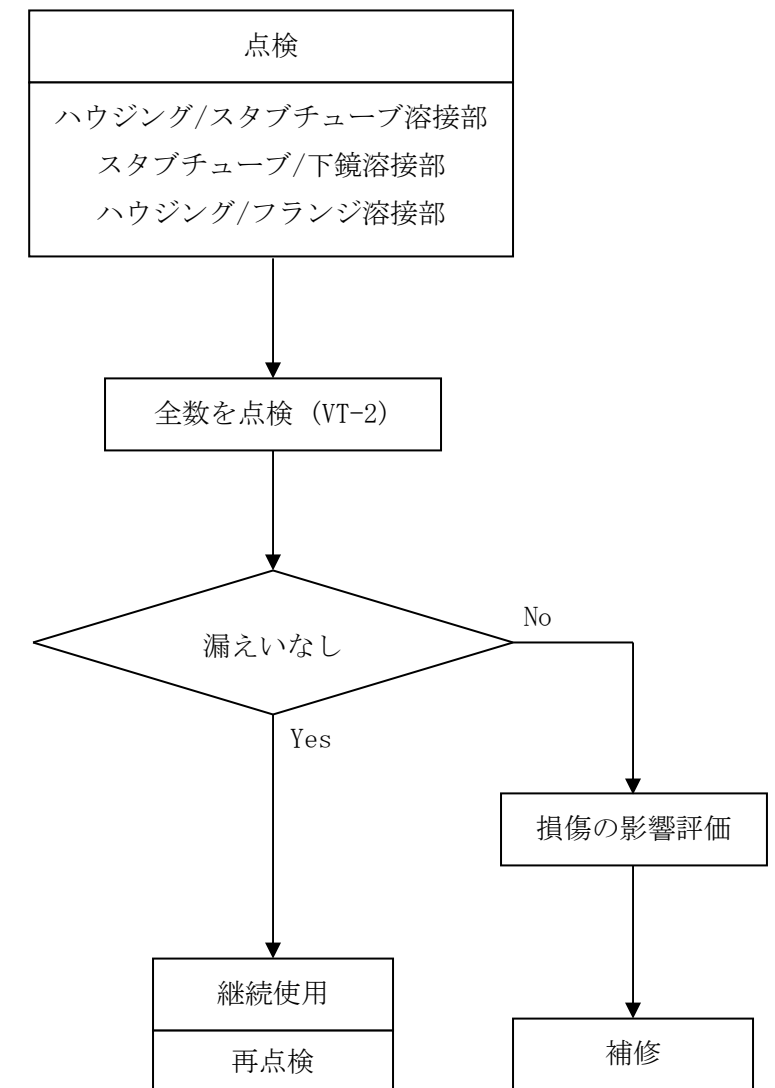 点検
ハウジング/スタブチューブ溶接部
スタブチューブ/下鏡溶接部
ハウジング/フランジ溶接部
全数を点検 (VT-2)
漏えいなし
No
Yes
損傷の影響評価
継続使用
再点検
補修